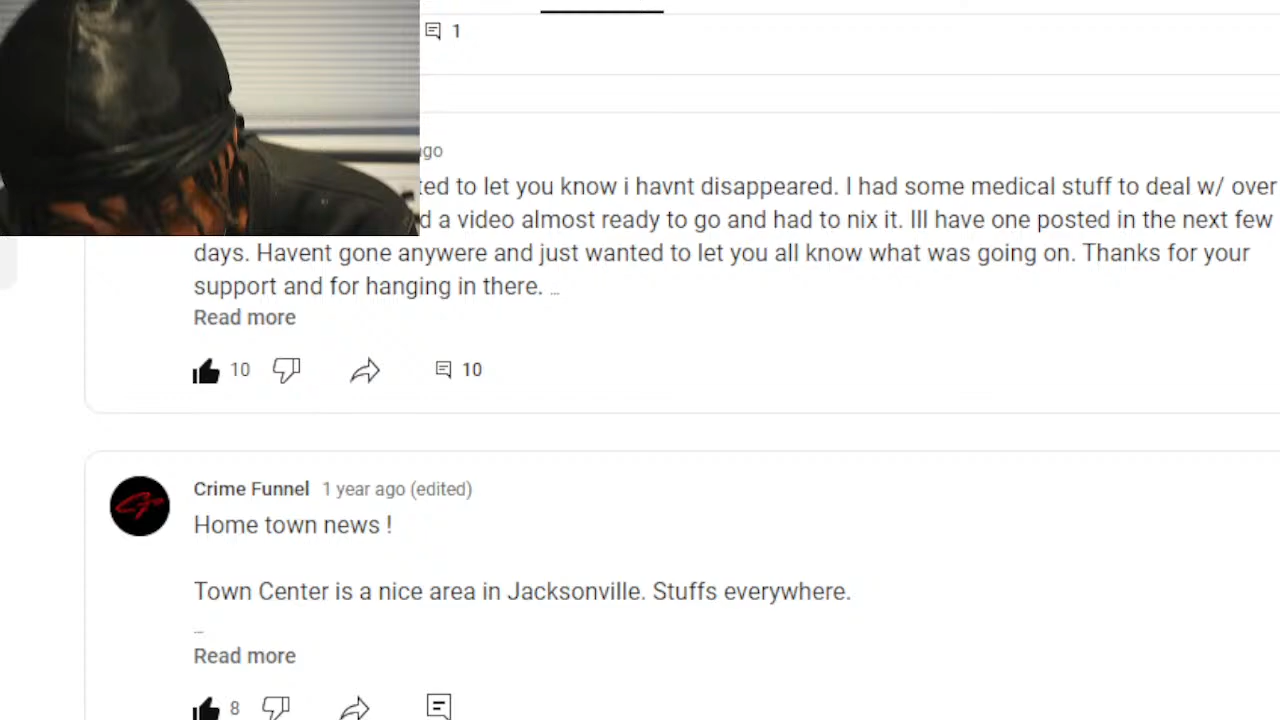 1
ago
ted to let you know i havnt disappeared. I had some medical stuff to deal w/ over
d a video almost ready to go and had to nix it. Ill have one posted in the next few
days. Havent gone anywere and just wanted to let you all know what was going on. Thanks for your
support and for hanging in there. ...
Read more
10 10
Crime Funnel 1 year ago (edited)
Home town news !
Town Center is a nice area in Jacksonville. Stuffs everywhere.
...
Read more
8